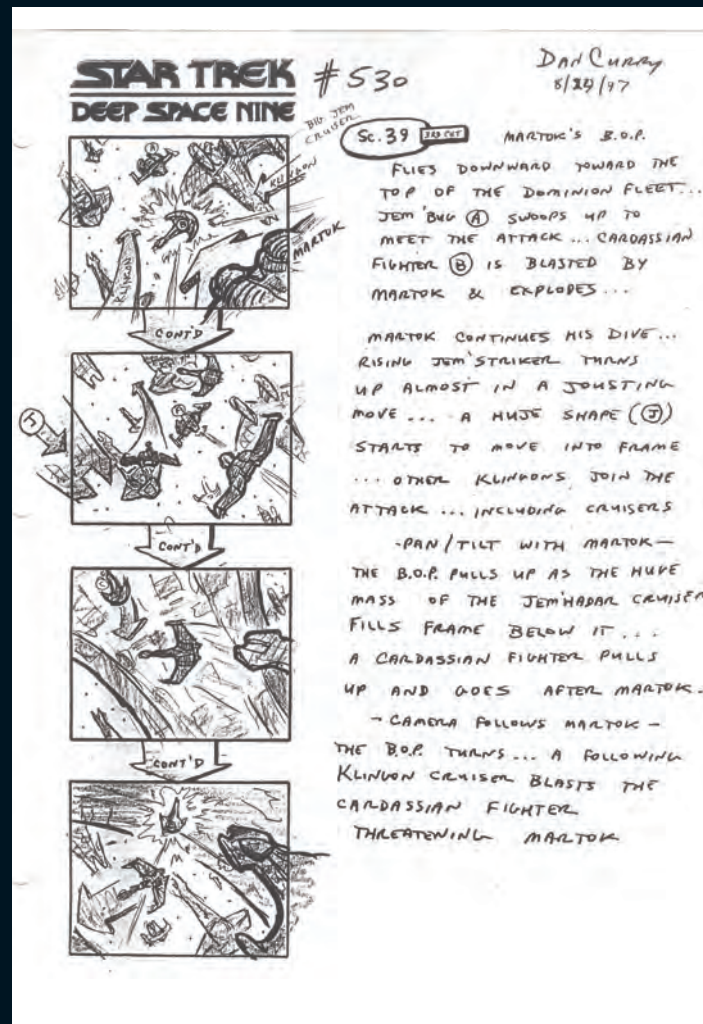 STAR TREK
DEEP SPACE NINE
#530
DAN CURRY
8/24/97
BIG JEM
CRUISER
KLINGON
MARTOK
KLINGON
A
CONT'D
A
CONT'D
C
CONT'D
SC. 39 3RD CUT MARTOK'S B.O.P.
FLIES DOWNWARD TOWARD THE
TOP OF THE DOMINION FLEET...
JEM'BUG A SWOOPS UP TO
MEET THE ATTACK... CARDASSIAN
FIGHTER B IS BLASTED BY
MARTOK & EXPLODES...
MARTOK CONTINUES HIS DIVE...
RISING JEM'STRIKER TURNS
UP ALMOST IN A JOUSTING
MOVE... A HUJE SHAPE (J)
STARTS TO MOVE INTO FRAME
... OTHER KLINGONS JOIN THE
ATTACK... INCLUDING CRUISERS
-PAN/TILT WITH MARTOK-
THE B.O.P. PULLS UP AS THE HUGE
MASS OF THE JEM'HADAR CRUISER
FILLS FRAME BELOW IT...
A CARDASSIAN FIGHTER PULLS
UP AND GOES AFTER MARTOK...
- CAMERA FOLLOWS MARTOK -
THE B.O.P. TURNS... A FOLLOWING
KLINGON CRUISER BLASTS THE
CARDASSIAN FIGHTER
THREATENING MARTOK